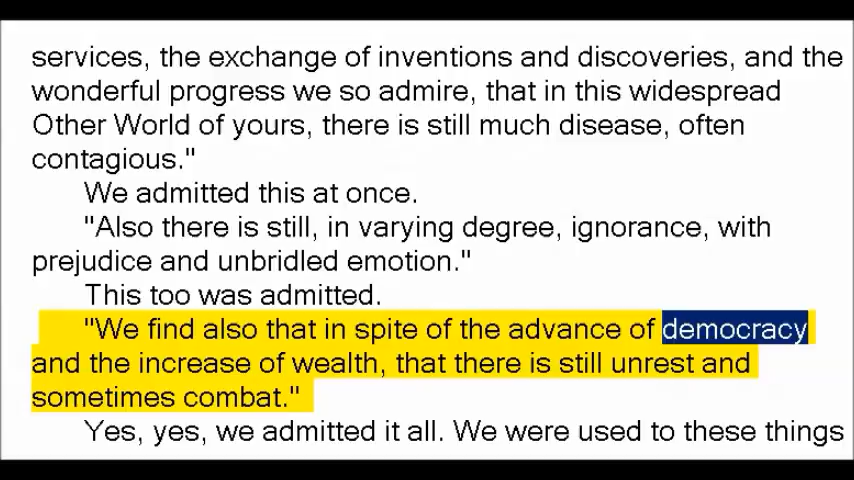 services, the exchange of inventions and discoveries, and the
wonderful progress we so admire, that in this widespread
Other World of yours, there is still much disease, often
contagious."
We admitted this at once.
"Also there is still, in varying degree, ignorance, with
prejudice and unbridled emotion."
This too was admitted.
"We find also that in spite of the advance of democracy
and the increase of wealth, that there is still unrest and
sometimes combat."
Yes, yes, we admitted it all. We were used to these things